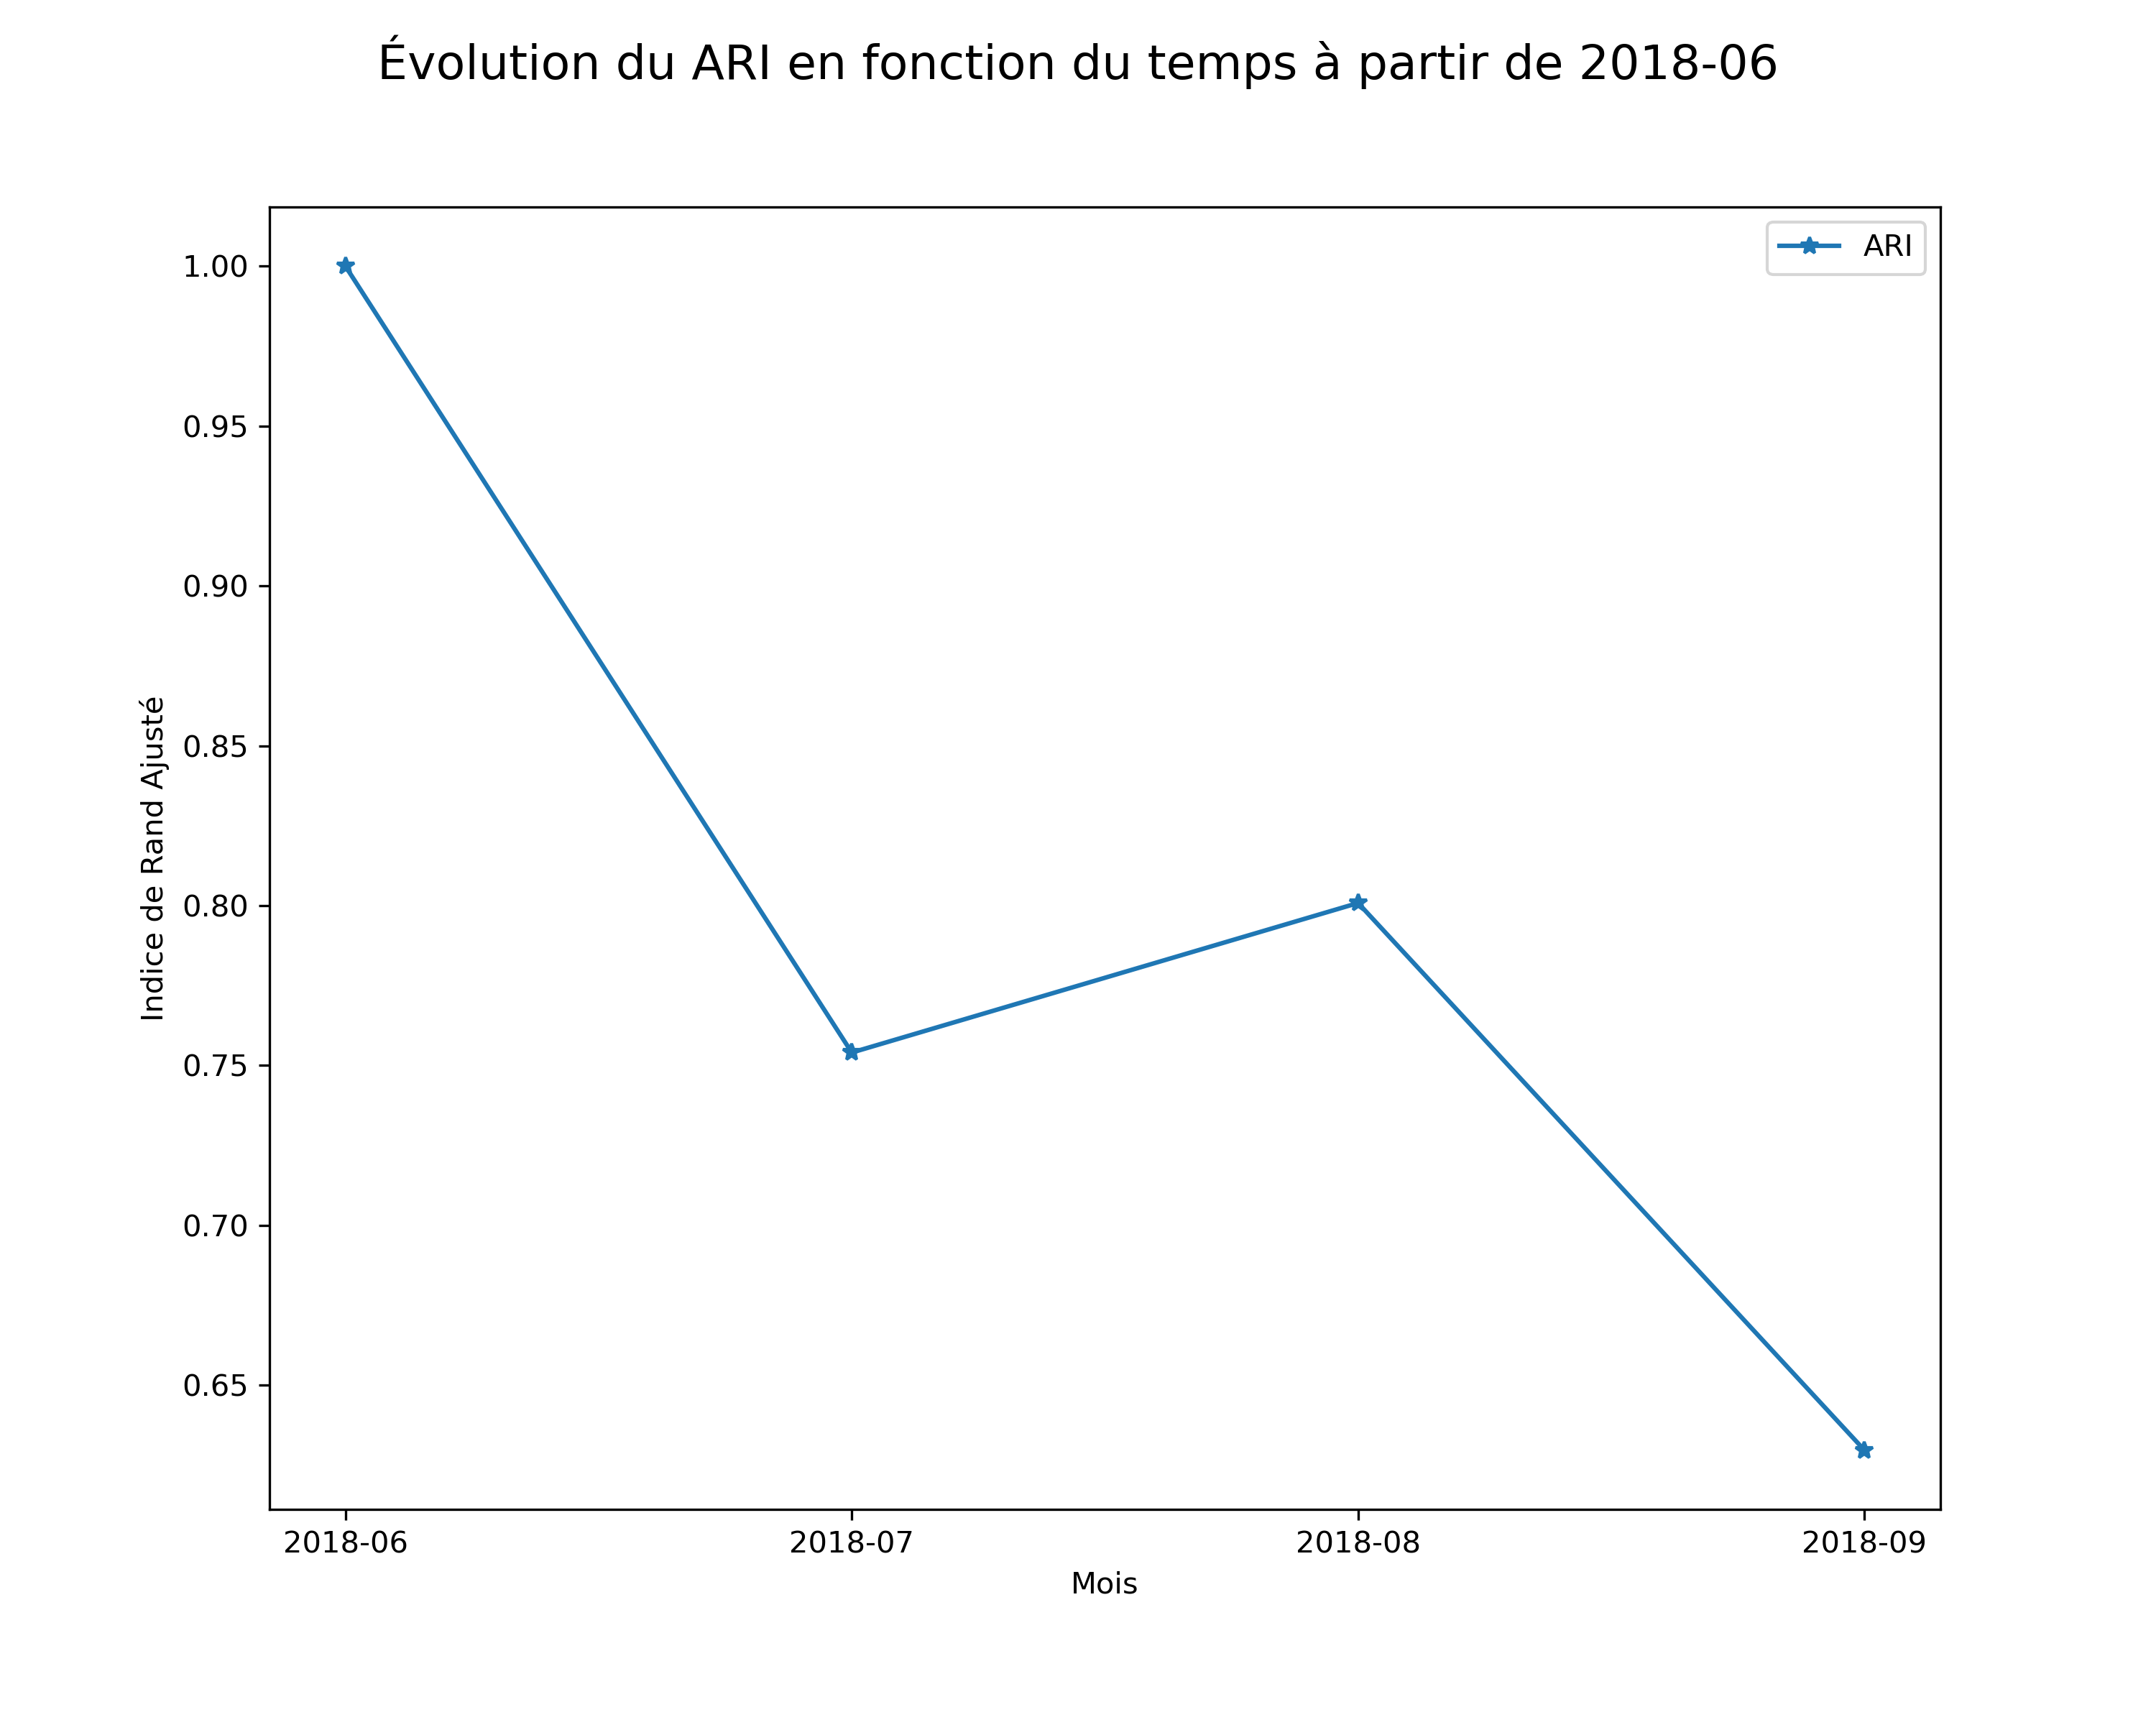 Évolution du ARI en fonction du temps à partir de 2018-06
ARI
1.00
0.95
0.90
0.85
0.80
0.75
0.70
0.65
Indice de Rand Ajusté
2018-06 2018-07 2018-08 2018-09
Mois